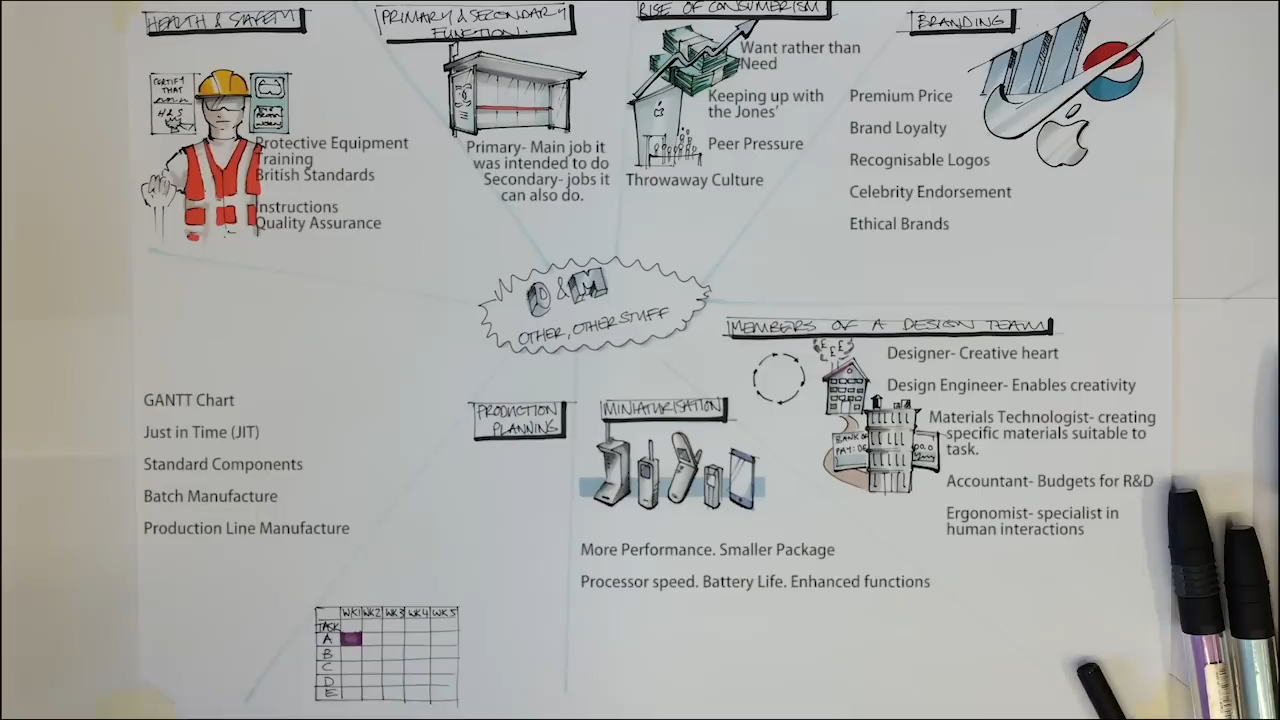 HEALTH & SAFETY
CERTIFY
THAT
H & S
Protective Equipment
Training
British Standards
Instructions
Quality Assurance
PRIMARY & SECONDARY
FUNCTION.
Primary- Main job it
was intended to do
Secondary- jobs it
can also do.
RISE OF CONSUMERISM
Want rather than
Need
Keeping up with
the Jones'
Peer Pressure
Throwaway Culture
BRANDING
Premium Price
Brand Loyalty
Recognisable Logos
Celebrity Endorsement
Ethical Brands
D & M
OTHER, OTHER STUFF
MEMBERS OF A DESIGN TEAM
£ £ £
Designer- Creative heart
Design Engineer- Enables creativity
Materials Technologist- creating
specific materials suitable to
task.
Accountant- Budgets for R&D
Ergonomist- specialist in
human interactions
BANK OF
PAY:
PRODUCTION
PLANNING
GANTT Chart
Just in Time (JIT)
Standard Components
Batch Manufacture
Production Line Manufacture
MINIATURISATION
More Performance. Smaller Package
Processor speed. Battery Life. Enhanced functions
WK1 WK2 WK3 WK4 WK5
TASK
A
B
C
D
E